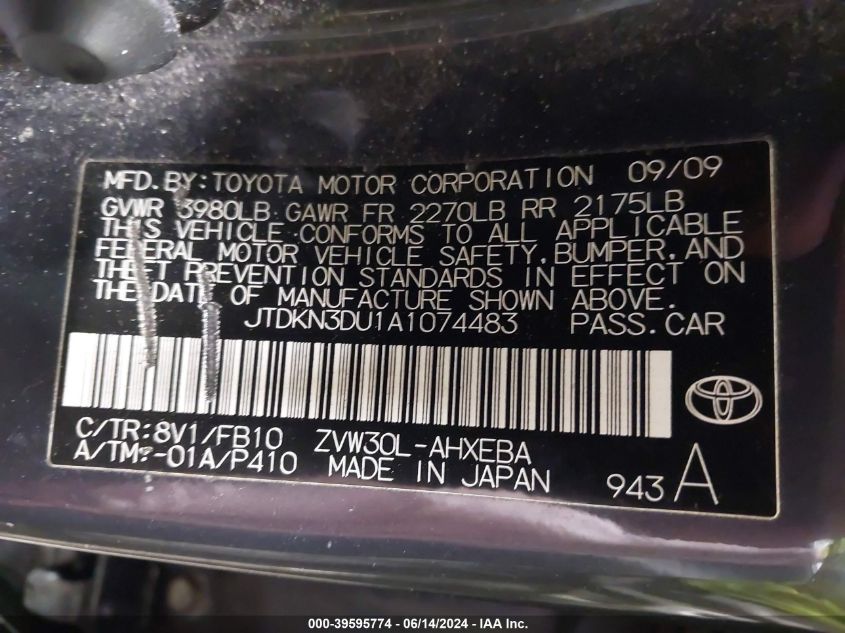 MFD. BY: TOYOTA MOTOR CORPORATION 09/09
GVWR 3980LB GAWR FR 2270LB RR 2175LB
THIS VEHICLE CONFORMS TO ALL APPLICABLE
FEDERAL MOTOR VEHICLE SAFETY, BUMPER, AND
THEFT PREVENTION STANDARDS IN EFFECT ON
THE DATE OF MANUFACTURE SHOWN ABOVE.
JTDKN3DU1A1074483 PASS. CAR
C/TR: 8V1/FB10 ZVW30L-AHXEBA
A/TM: -01A/P410 MADE IN JAPAN 943 A
000-39595774 - 06/14/2024 - IAA Inc.